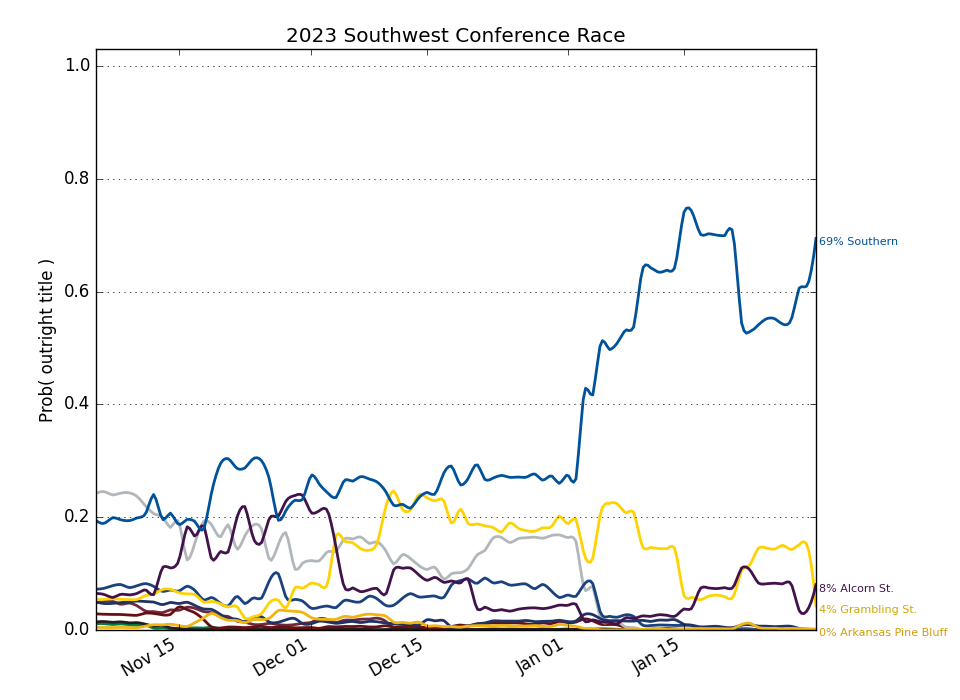 2023 Southwest Conference Race
Prob( outright title )
1.0
0.8
0.6
0.4
0.2
0.0
69% Southern
8% Alcorn St.
4% Grambling St.
0% Arkansas Pine Bluff
Nov 15
Dec 01
Dec 15
Jan 01
Jan 15